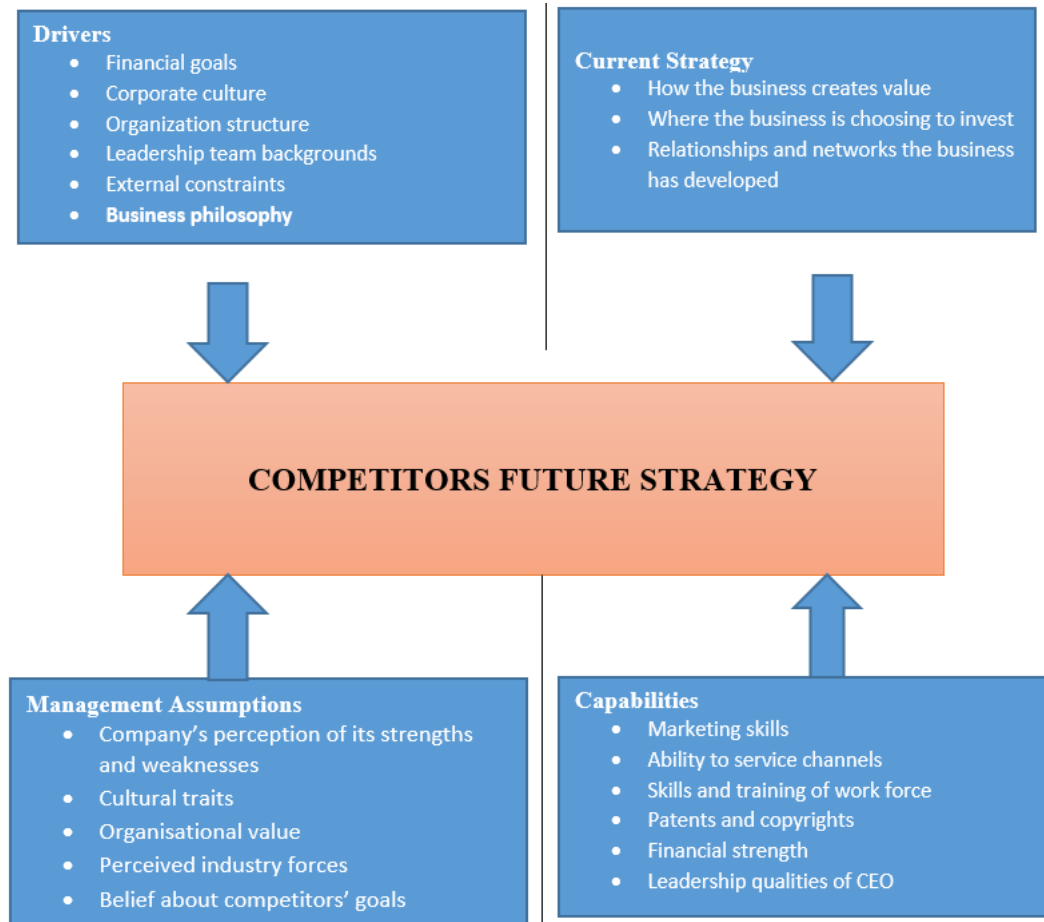 Drivers
• Financial goals
• Corporate culture
• Organization structure
• Leadership team backgrounds
• External constraints
• Business philosophy
Current Strategy
• How the business creates value
• Where the business is choosing to invest
• Relationships and networks the business
has developed
COMPETITORS FUTURE STRATEGY
Management Assumptions
• Company's perception of its strengths
and weaknesses
• Cultural traits
• Organisational value
• Perceived industry forces
• Belief about competitors' goals
Capabilities
• Marketing skills
• Ability to service channels
• Skills and training of work force
• Patents and copyrights
• Financial strength
• Leadership qualities of CEO